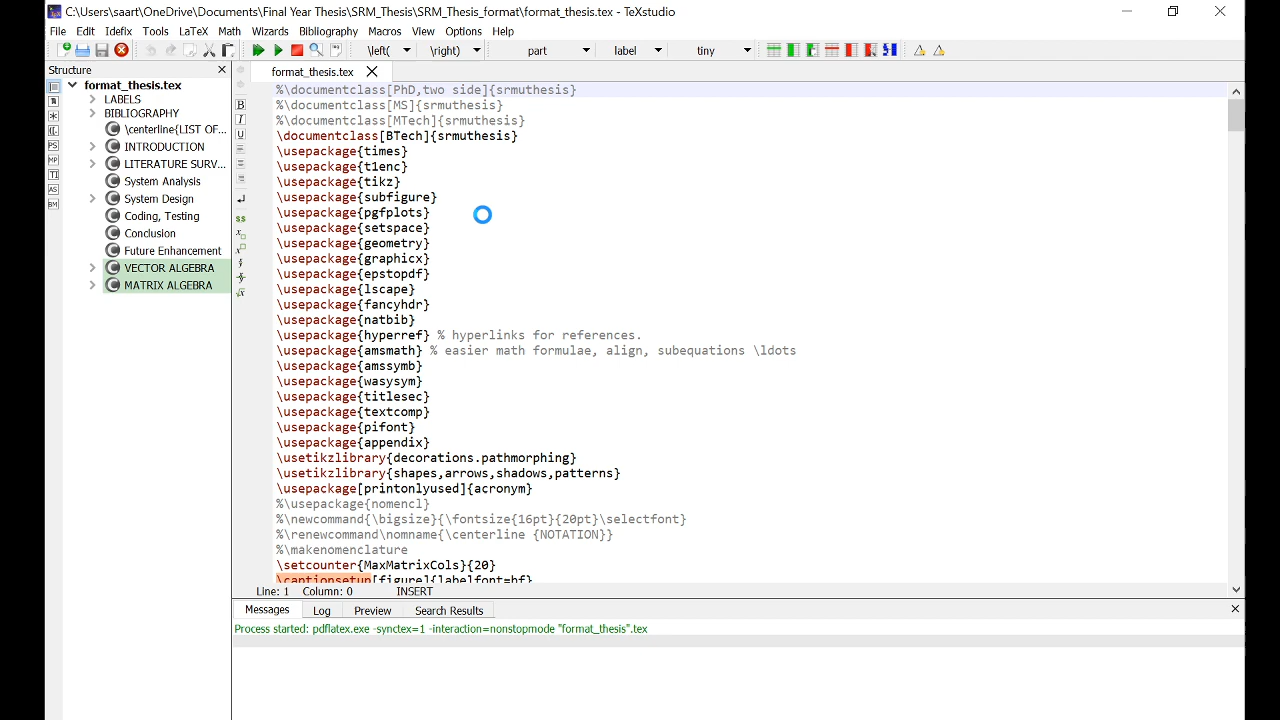 C:\Users\saart\OneDrive\Documents\Final Year Thesis\SRM_Thesis\SRM_Thesis_Format\format_thesis.tex - TeXstudio
File Edit Idefix Tools LaTeX Math Wizards Bibliography Macros View Options Help
\left( \right) part label tiny
Structure
format_thesis.tex
LABELS
BIBLIOGRAPHY
\centerline{LIST OF...
INTRODUCTION
LITERATURE SURV...
System Analysis
System Design
Coding, Testing
Conclusion
Future Enhancement
VECTOR ALGEBRA
MATRIX ALGEBRA
format_thesis.tex
%\documentclass[PhD,two side]{srmuthesis}
%\documentclass[MS]{srmuthesis}
%\documentclass[MTech]{srmuthesis}
\documentclass[BTech]{srmuthesis}
\usepackage{times}
\usepackage{t1enc}
\usepackage{tikz}
\usepackage{subfigure}
\usepackage{pgfplots}
\usepackage{setspace}
\usepackage{geometry}
\usepackage{graphicx}
\usepackage{epstopdf}
\usepackage{lscape}
\usepackage{fancyhdr}
\usepackage{natbib}
\usepackage{hyperref} % hyperlinks for references.
\usepackage{amsmath} % easier math formulae, align, subequations \ldots
\usepackage{amssymb}
\usepackage{wasysym}
\usepackage{titlesec}
\usepackage{textcomp}
\usepackage{pifont}
\usepackage{appendix}
\usetikzlibrary{decorations.pathmorphing}
\usetikzlibrary{shapes,arrows,shadows,patterns}
\usepackage[printonlyused]{acronym}
%\usepackage{nomencl}
%\newcommand{\bigsize}{\fontsize{16pt}{20pt}\selectfont}
%\renewcommand\nomname{\centerline {NOTATION}}
%\makenomenclature
\setcounter{MaxMatrixCols}{20}
\captionsetup[figure]{labelfont=bf}
Line: 1 Column: 0 INSERT
Messages Log Preview Search Results
Process started: pdflatex.exe -synctex=1 -interaction=nonstopmode "format_thesis".tex